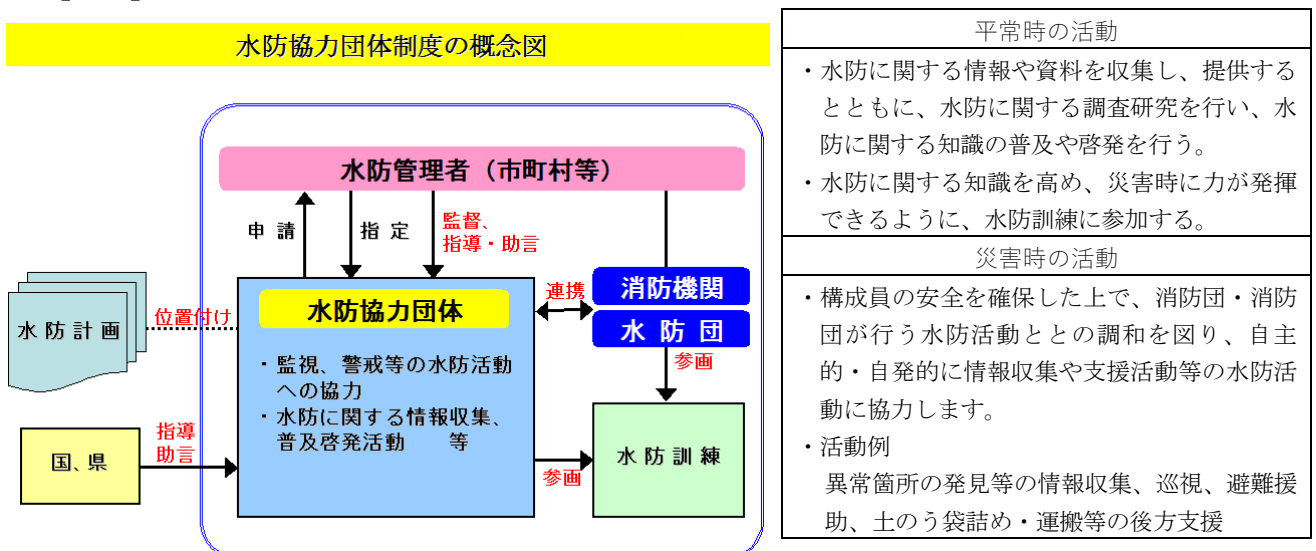 水防協力団体制度の概念図
水防管理者（市町村等）
申 請
指 定
監督、
指導・助言
水 防 計 画
位置付け
水防協力団体
・監視、警戒等の水防活動
への協力
・水防に関する情報収集、
普及啓発活動　　等
連携
消防機関
水 防 団
参画
国、県
指導
助言
参画
水 防 訓 練
平常時の活動
・水防に関する情報や資料を収集し、提供する
とともに、水防に関する調査研究を行い、水
防に関する知識の普及や啓発を行う。
・水防に関する知識を高め、災害時に力が発揮
できるように、水防訓練に参加する。
災害時の活動
・構成員の安全を確保した上で、消防団・消防
団が行う水防活動ととの調和を図り、自主
的・自発的に情報収集や支援活動等の水防活
動に協力します。
・活動例
異常箇所の発見等の情報収集、巡視、避難援
助、土のう袋詰め・運搬等の後方支援